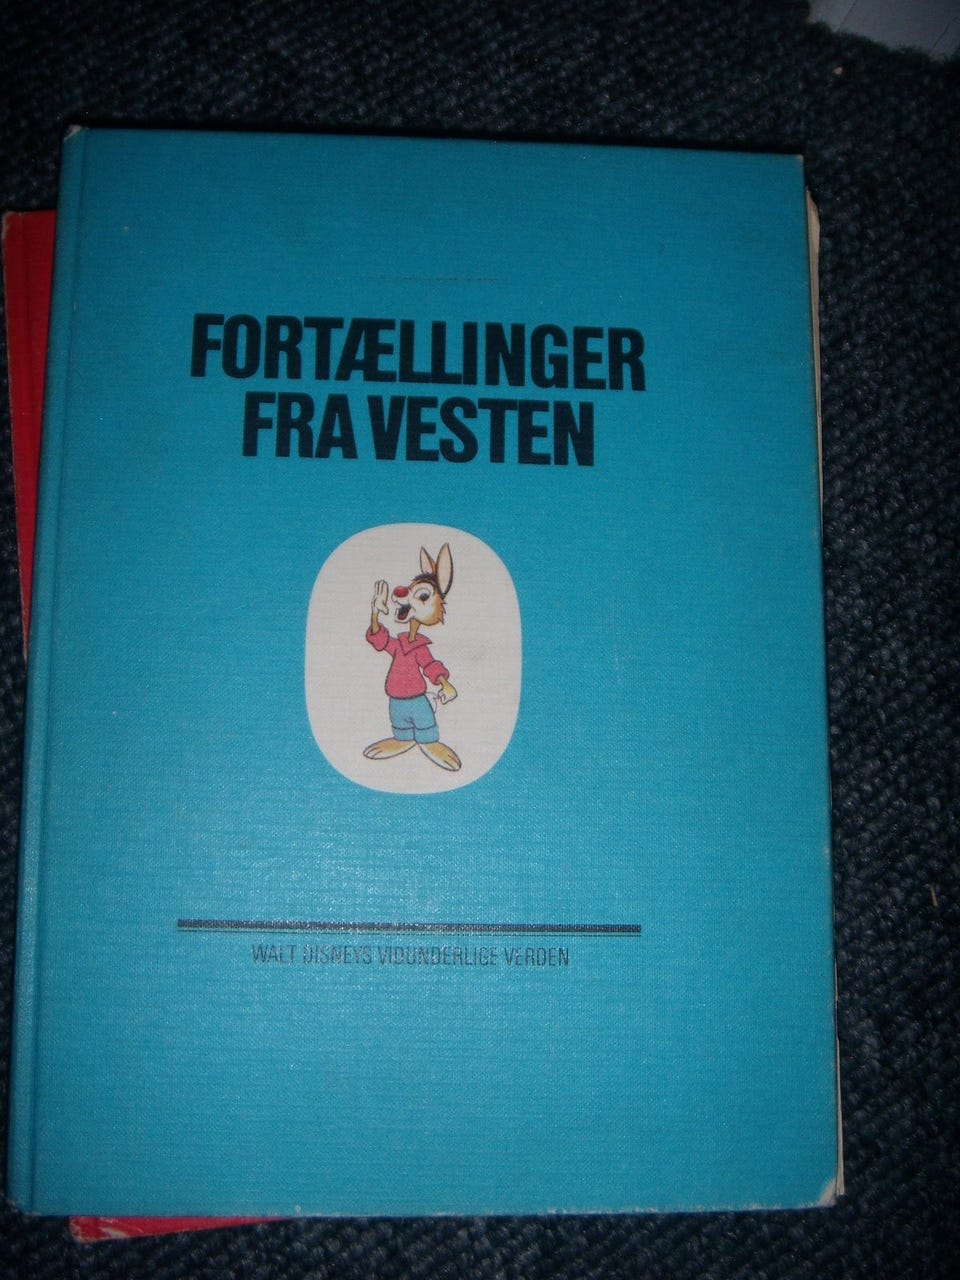 FORTÆLLINGER
FRA VESTEN
WALT DISNEYS VIDUNDERLIGE VERDEN